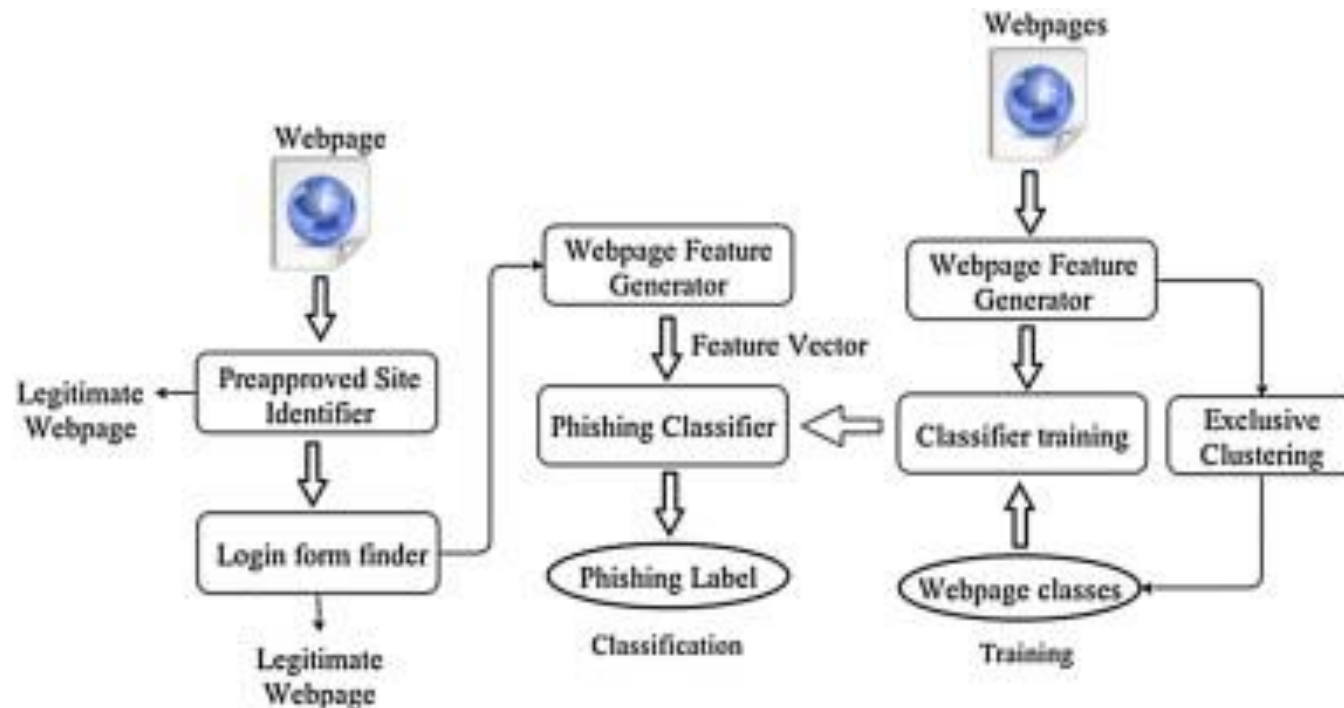 Webpage
Preapproved Site
Identifier
Legitimate
Webpage
Login form finder
Legitimate
Webpage
Webpage Feature
Generator
Feature Vector
Phishing Classifier
Phishing Label
Classification
Webpages
Webpage Feature
Generator
Classifier training
Exclusive
Clustering
Webpage classes
Training